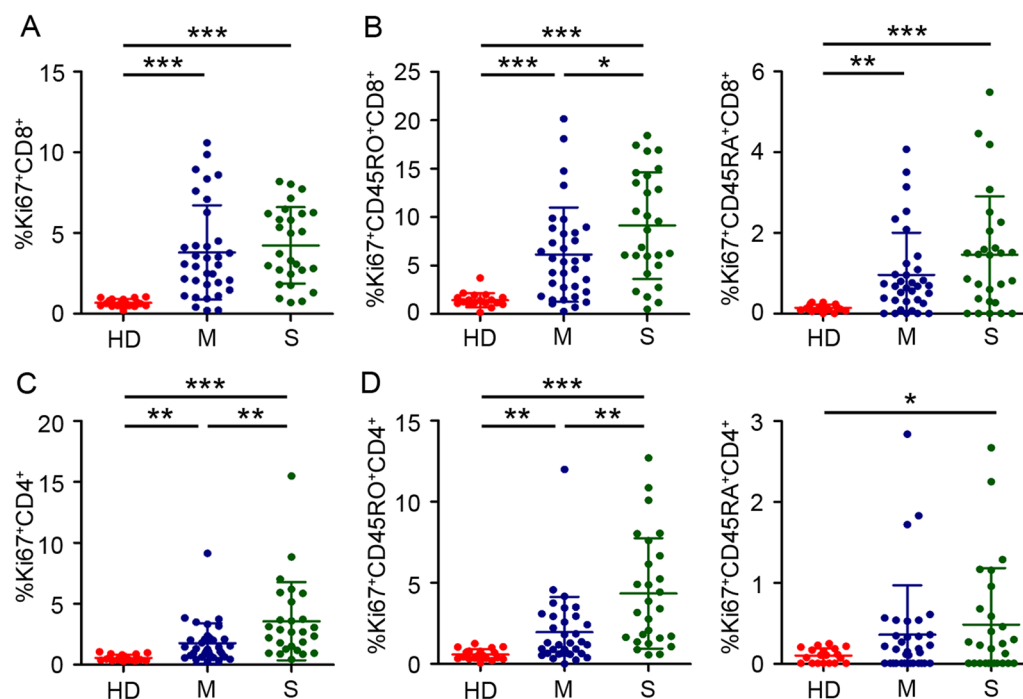 A
***
***
%Ki67⁺CD8⁺
15
10
5
0
HD M S
B
***
*** *
%Ki67⁺CD45RO⁺CD8⁺
25
20
15
10
5
0
HD M S
***
**
%Ki67⁺CD45RA⁺CD8⁺
6
4
2
0
HD M S
C
***
** **
%Ki67⁺CD4⁺
20
15
10
5
0
HD M S
D
***
** **
%Ki67⁺CD45RO⁺CD4⁺
15
10
5
0
HD M S
*
%Ki67⁺CD45RA⁺CD4⁺
3
2
1
0
HD M S